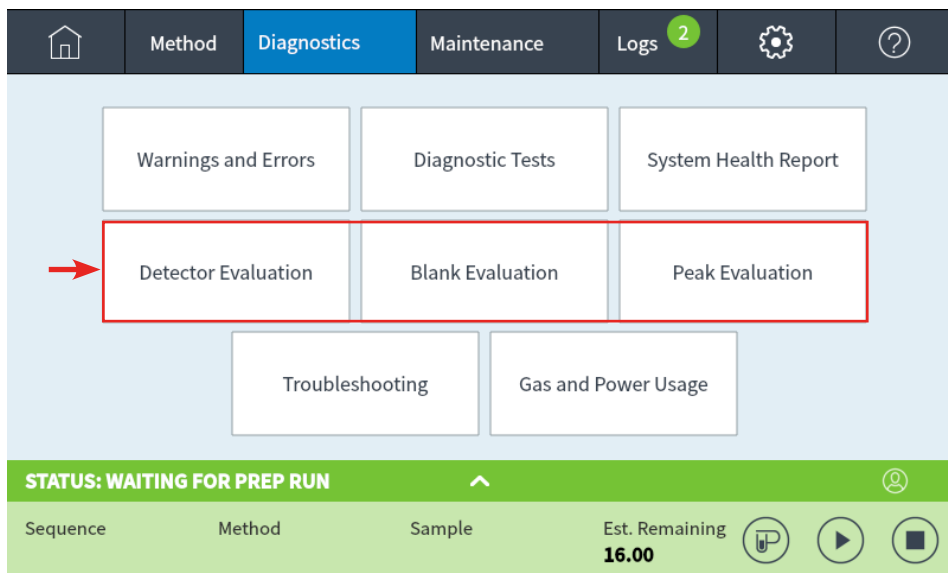 Method
Diagnostics
Maintenance
Logs
2
Warnings and Errors
Diagnostic Tests
System Health Report
Detector Evaluation
Blank Evaluation
Peak Evaluation
Troubleshooting
Gas and Power Usage
STATUS: WAITING FOR PREP RUN
Sequence
Method
Sample
Est. Remaining
16.00